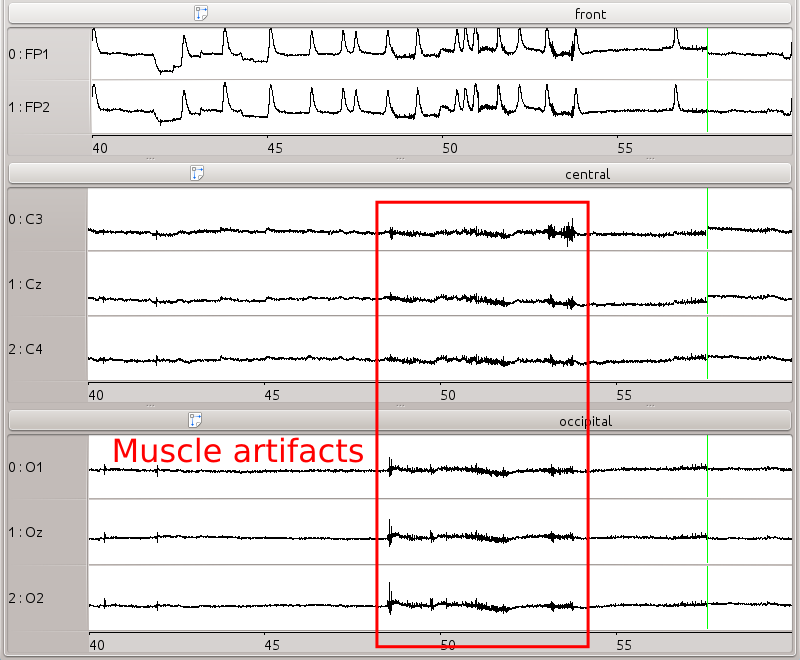 front
0 : FP1
1 : FP2
40 45 50 55
central
0 : C3
1 : Cz
2 : C4
40 45 50 55
occipital
Muscle artifacts
0 : O1
1 : Oz
2 : O2
40 45 50 55